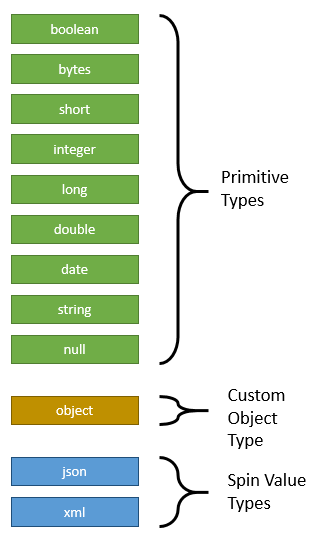 boolean
bytes
short
integer
long
double
date
string
null
Primitive
Types
object
Custom
Object
Type
json
xml
Spin Value
Types